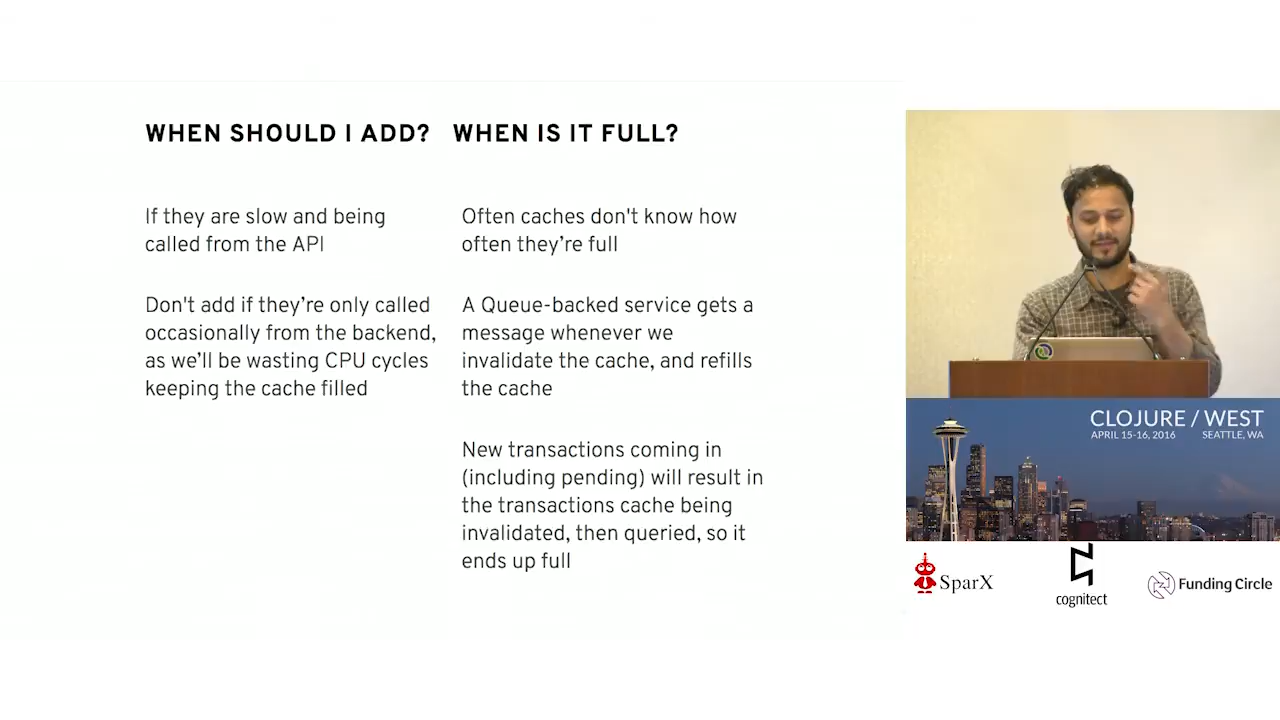 WHEN SHOULD I ADD?
If they are slow and being
called from the API
Don't add if they're only called
occasionally from the backend,
as we'll be wasting CPU cycles
keeping the cache filled
WHEN IS IT FULL?
Often caches don't know how
often they're full
A Queue-backed service gets a
message whenever we
invalidate the cache, and refills
the cache
New transactions coming in
(including pending) will result in
the transactions cache being
invalidated, then queried, so it
ends up full
CLOJURE / WEST
APRIL 15-16, 2016 SEATTLE, WA
SparX
cognitect
Funding Circle